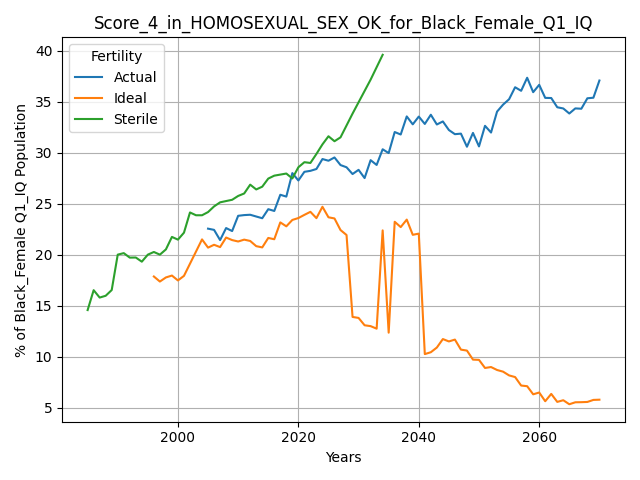 Score_4_in_HOMOSEXUAL_SEX_OK_for_Black_Female_Q1_IQ
Fertility
Actual
Ideal
Sterile
% of Black_Female Q1_IQ Population
40
35
30
25
20
15
10
5
2000 2020 2040 2060
Years